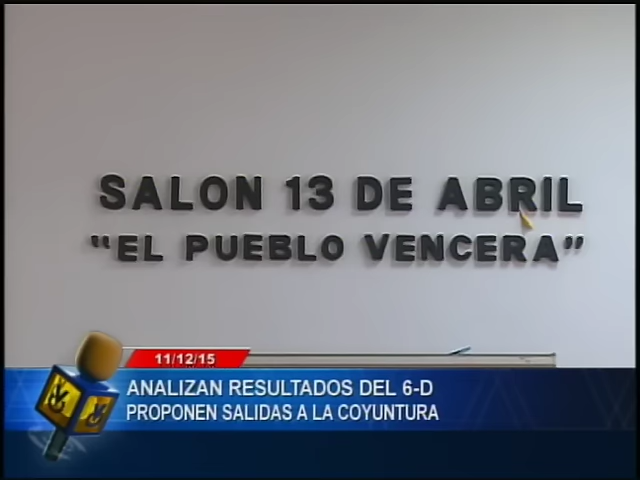 SALON 13 DE ABRIL
"EL PUEBLO VENCERA"
11/12/15
ANALIZAN RESULTADOS DEL 6-D
PROPONEN SALIDAS A LA COYUNTURA